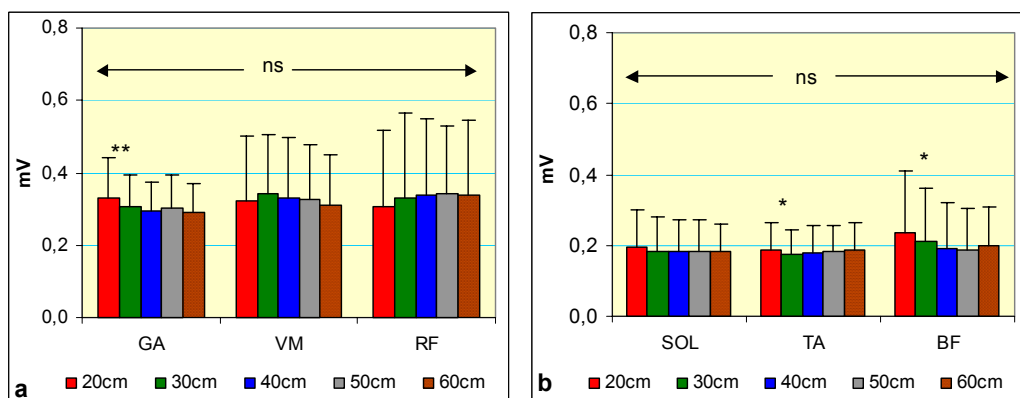 0,8
ns
0,6
**
mV
0,4
0,2
0,0
GA VM RF
20cm 30cm 40cm 50cm 60cm
a
0,8
ns
0,6
mV
0,4
*
*
0,2
0,0
SOL TA BF
20cm 30cm 40cm 50cm 60cm
b